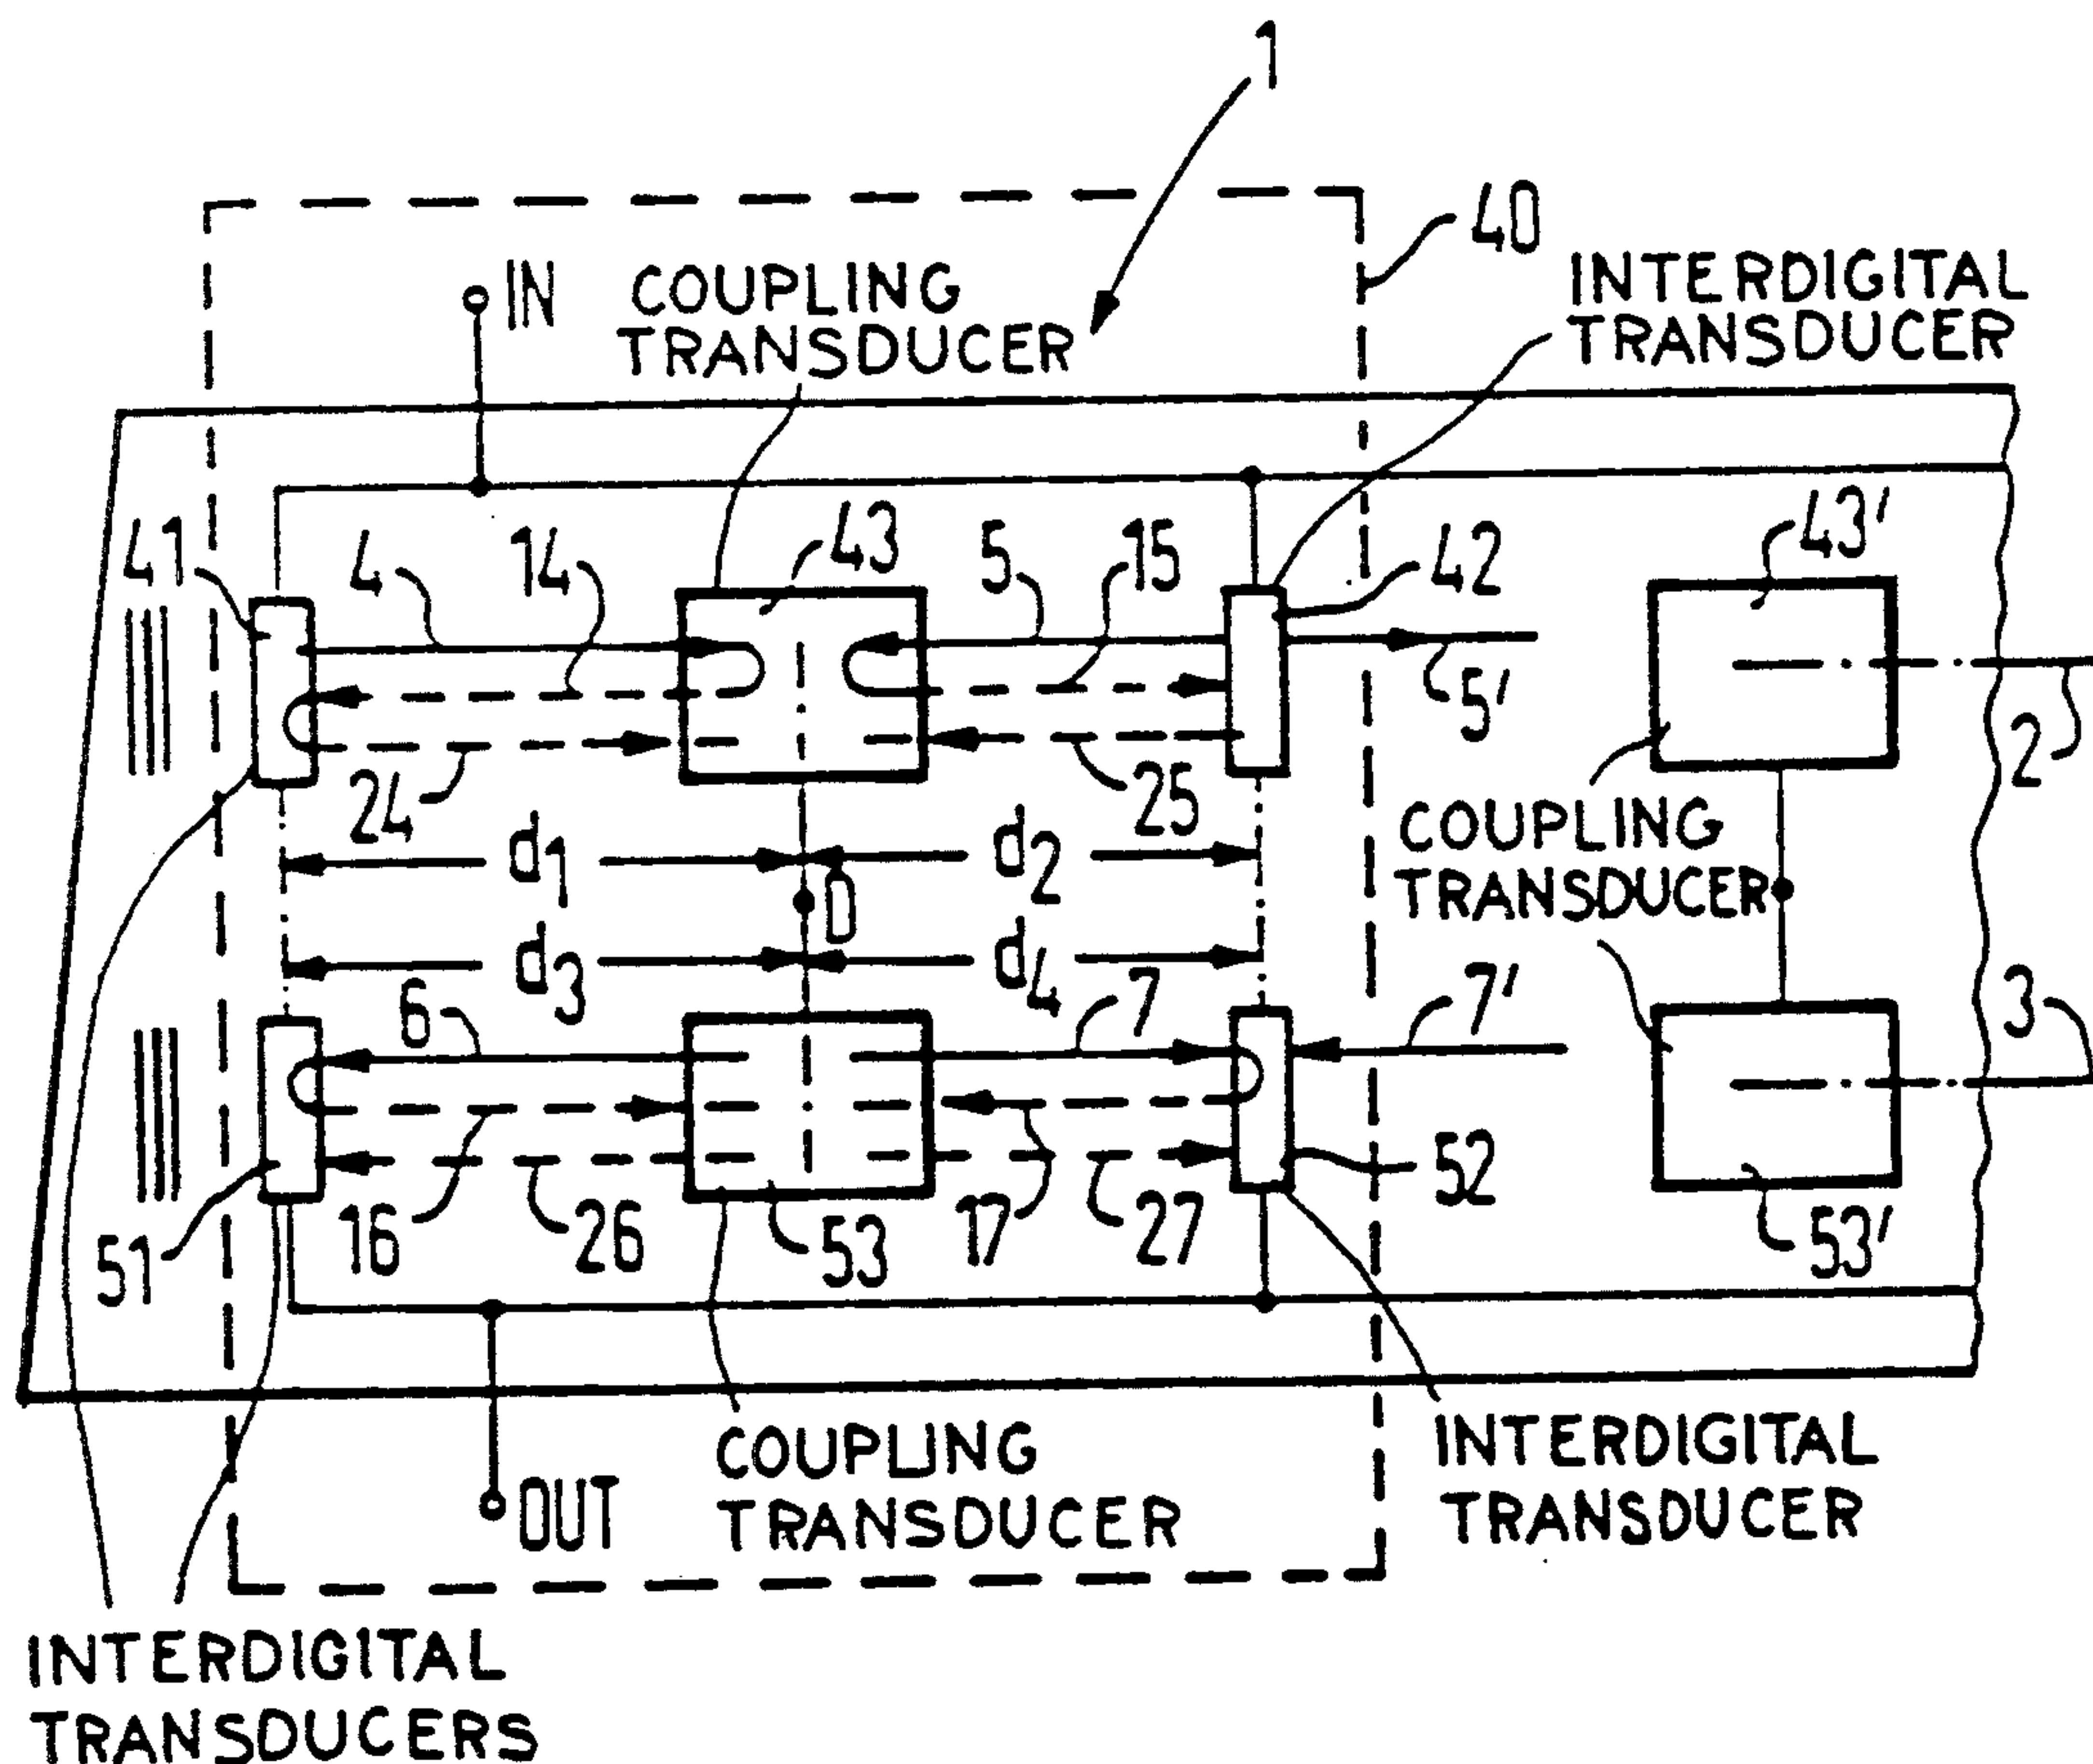 1
40
IN
COUPLING
TRANSDUCER
INTERDIGITAL
TRANSDUCER
41
4
14
43
5
15
42
43'
5'
2
24
25
d1
d2
COUPLING
TRANSDUCER
D
d3
d4
6
7
7'
3
51
16
26
53
17
27
52
53'
OUT
COUPLING
TRANSDUCER
INTERDIGITAL
TRANSDUCER
INTERDIGITAL
TRANSDUCERS